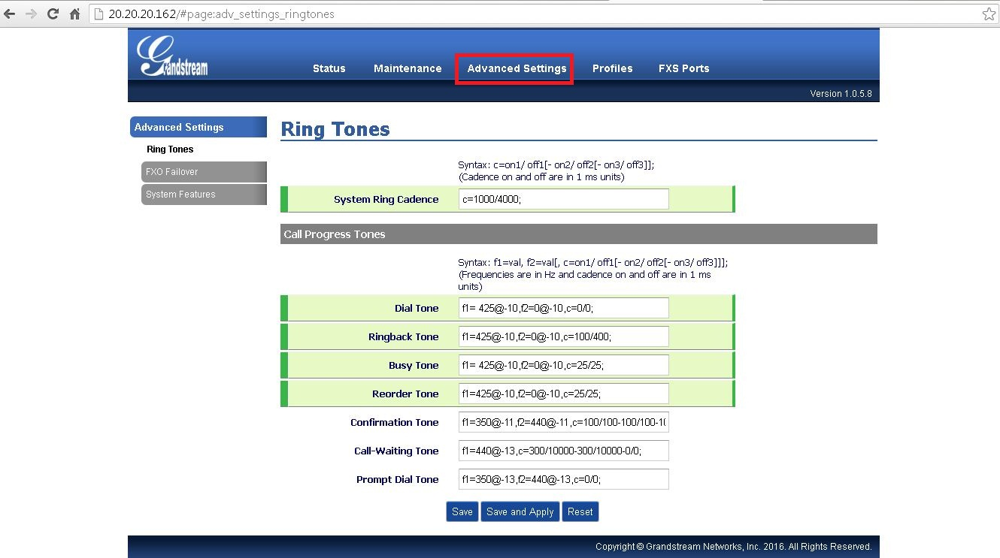 20.20.20.162/#page:adv_settings_ringtones
Grandstream
Status Maintenance Advanced Settings Profiles FXS Ports
Version 1.0.5.8
Advanced Settings
Ring Tones
FXO Failover
System Features
Ring Tones
Syntax: c=on1/ off1[- on2/ off2[- on3/ off3]];
(Cadence on and off are in 1 ms units)
System Ring Cadence c=1000/4000;
Call Progress Tones
Syntax: f1=val, f2=val[, c=on1/ off1[- on2/ off2[- on3/ off3]]];
(Frequencies are in Hz and cadence on and off are in 1 ms
units)
Dial Tone f1= 425@-10,f2=0@-10,c=0/0;
Ringback Tone f1=425@-10,f2=0@-10,c=100/400;
Busy Tone f1= 425@-10,f2=0@-10,c=25/25;
Reorder Tone f1=425@-10,f2=0@-10,c=25/25;
Confirmation Tone f1=350@-11,f2=440@-11,c=100/100-100/100-10
Call-Waiting Tone f1=440@-13,c=300/10000-300/10000-0/0;
Prompt Dial Tone f1=350@-13,f2=440@-13,c=0/0;
Save Save and Apply Reset
Copyright © Grandstream Networks, Inc. 2016. All Rights Reserved.